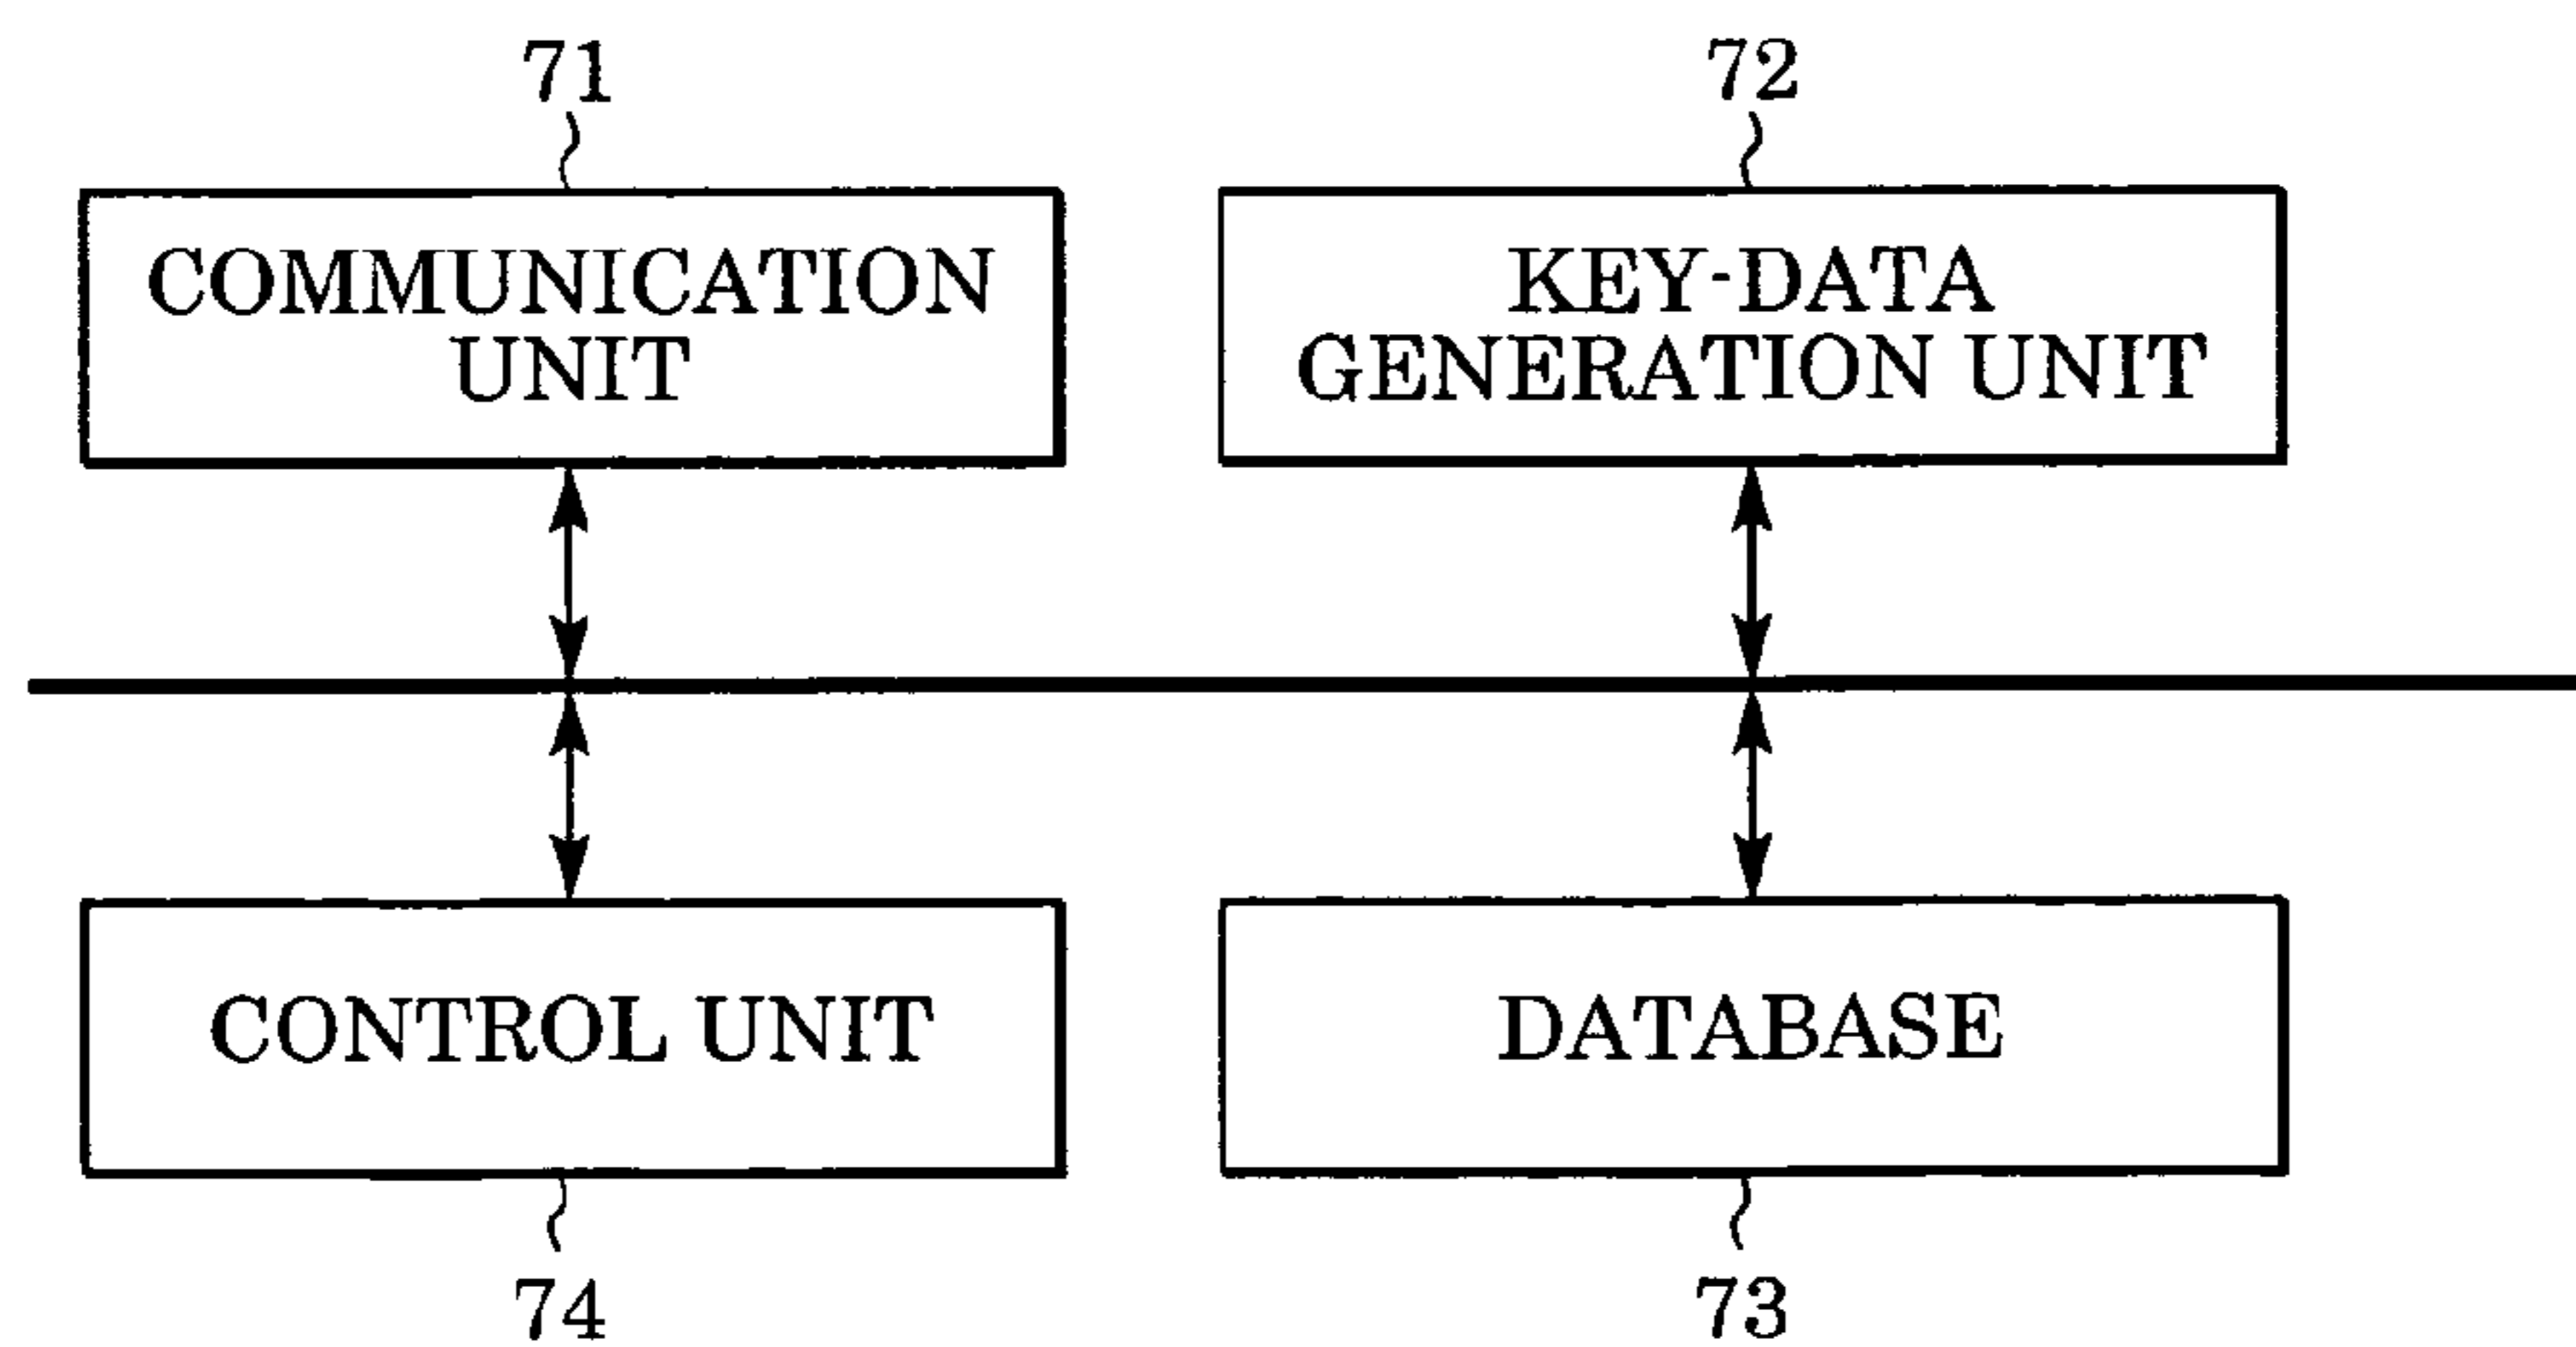 71
72
COMMUNICATION
UNIT
KEY-DATA
GENERATION UNIT
CONTROL UNIT
DATABASE
74
73